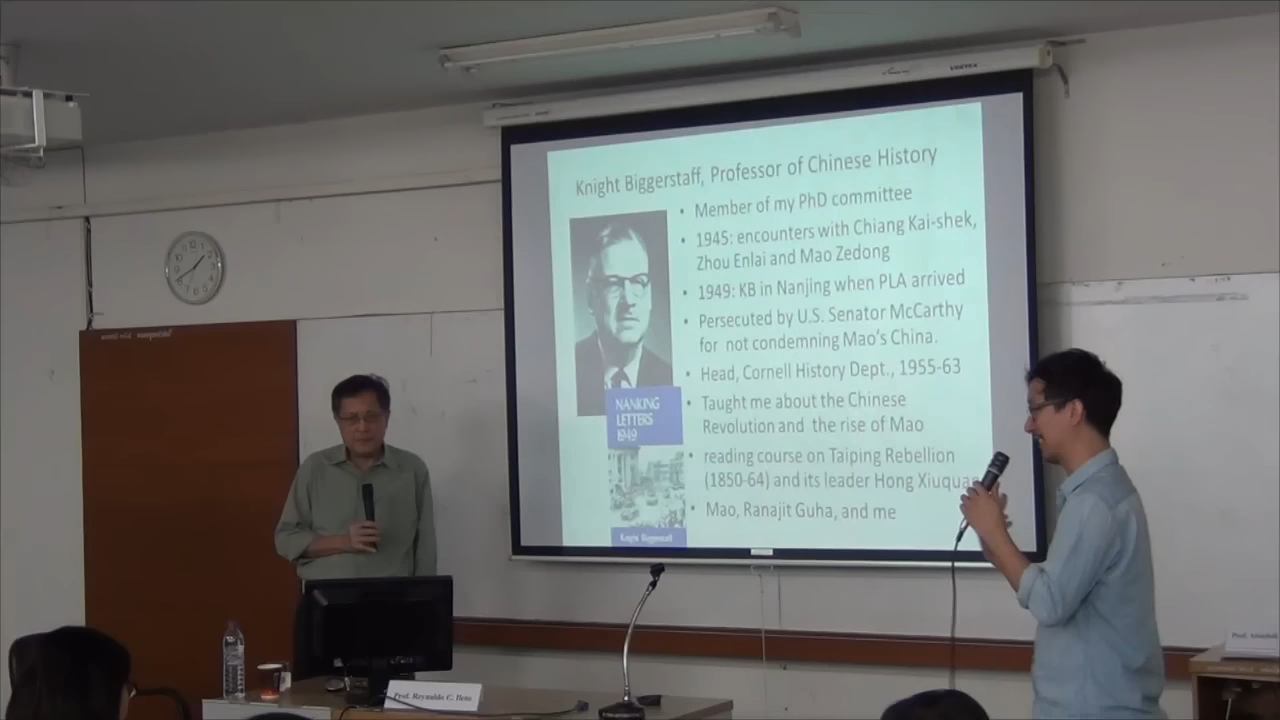 VERTEX
Knight Biggerstaff, Professor of Chinese History
• Member of my PhD committee
• 1945: encounters with Chiang Kai-shek,
Zhou Enlai and Mao Zedong
• 1949: KB in Nanjing when PLA arrived
• Persecuted by U.S. Senator McCarthy
for not condemning Mao's China.
• Head, Cornell History Dept., 1955-63
• Taught me about the Chinese
Revolution and the rise of Mao
• reading course on Taiping Rebellion
(1850-64) and its leader Hong Xiuquan
• Mao, Ranajit Guha, and me
NANKING
LETTERS
1949
Knight Biggerstaff
Prof. Reynaldo C. Ileto
Prof.